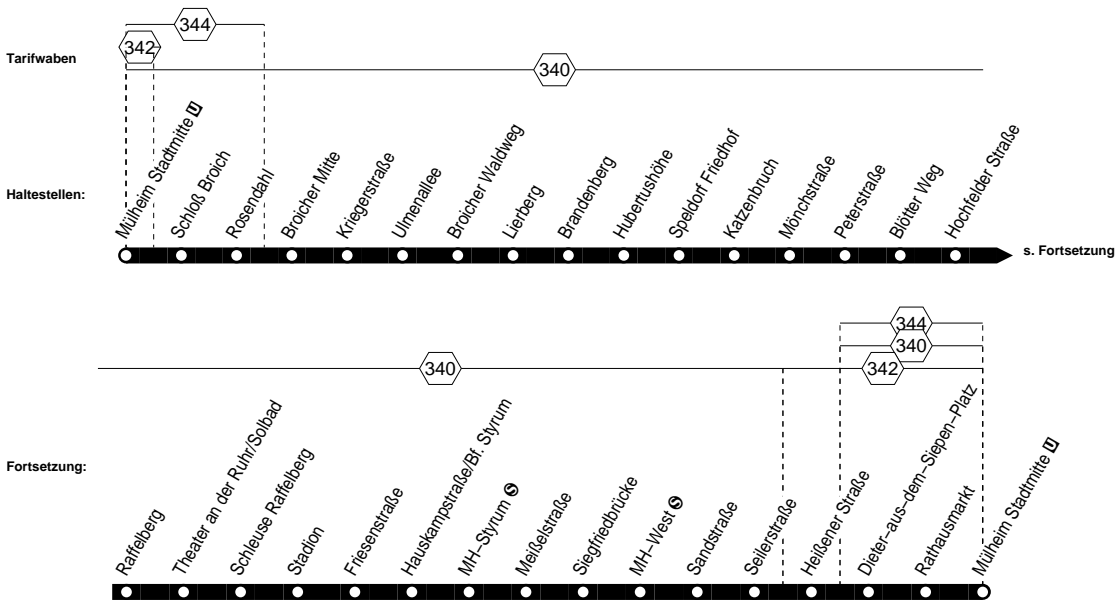 344
342
Tarifwaben
340
Mülheim Stadtmitte U
Schloß Broich
Rosendahl
Broicher Mitte
Kriegerstraße
Ulmenallee
Broicher Waldweg
Lierberg
Brandenberg
Hubertushöhe
Speldorf Friedhof
Katzenbruch
Mönchstraße
Peterstraße
Blötter Weg
Hochfelder Straße
Haltestellen:
s. Fortsetzung
344
340
340
342
Fortsetzung:
Raffelberg
Theater an der Ruhr/Solbad
Schleuse Raffelberg
Stadion
Friesenstraße
Hauskampstraße/Bf. Styrum
MH-Styrum S
Meißelstraße
Siegfriedbrücke
MH-West S
Sandstraße
Seilerstraße
Heißener Straße
Dieter-aus-dem-Siepen-Platz
Rathausmarkt
Mülheim Stadtmitte U